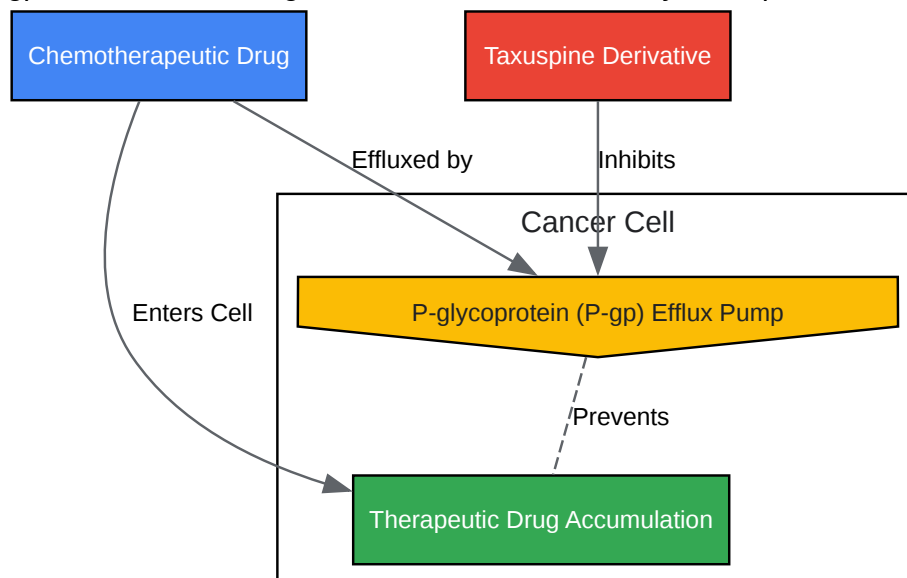 Chemotherapeutic Drug
Taxuspine Derivative
Effluxed by
Inhibits
Cancer Cell
Enters Cell
P-glycoprotein (P-gp) Efflux Pump
Prevents
Therapeutic Drug Accumulation